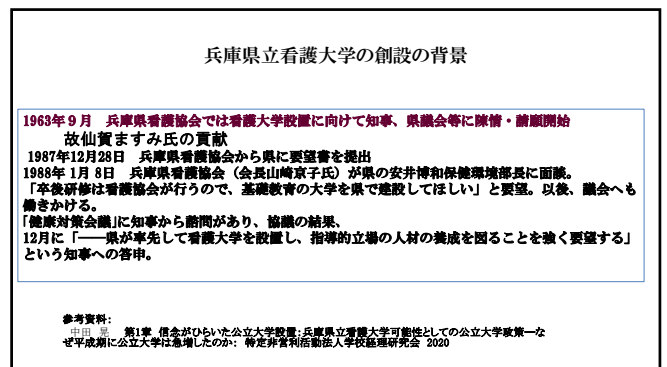 兵庫県立看護大学の創設の背景
1963年９月　兵庫県看護協会では看護大学設置に向けて知事、県議会等に陳情・請願開始
故仙賀ますみ氏の貢献
1987年12月28日　兵庫県看護協会から県に要望書を提出
1988年 1月 8日　兵庫県看護協会（会長山崎京子氏）が県の安井博和保健環境部長に面談。
「卒後研修は看護協会が行うので、基礎教育の大学を県で建設してほしい」と要望。以後、議会へも
働きかける。
「健康対策会議」に知事から諮問があり、協議の結果、
12月に「――県が率先して看護大学を設置し、指導的立場の人材の養成を図ることを強く要望する」
という知事への答申。
参考資料：
中田　晃　第1章　信念がひらいた公立大学設置：兵庫県立看護大学可能性としての公立大学政策―な
ぜ平成期に公立大学は急増したのか：　特定非営利活動法人学校経理研究会　2020